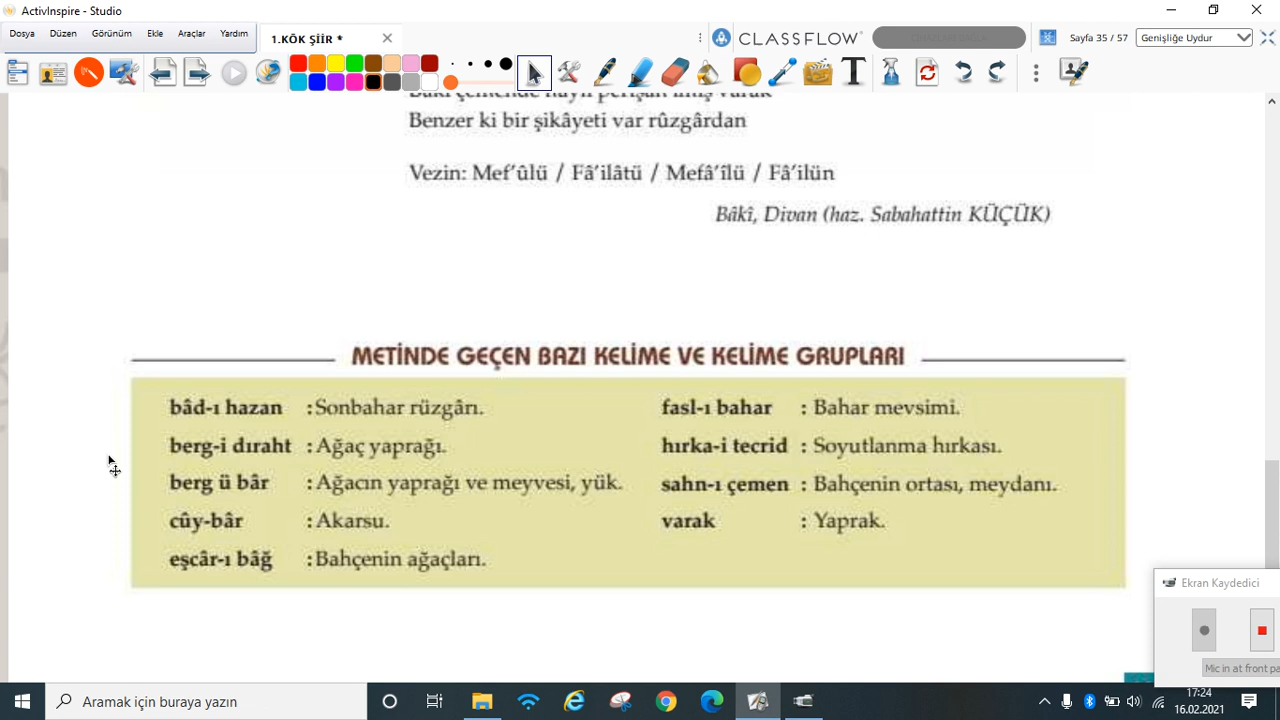 ActivInspire - Studio
Dosya Düzen Görünüm Ekle Araçlar Yardım
1.KÖK ŞİİR *
CLASSFLOW
Sayfa 35 / 57
Genişliğe Uydur
Benzer ki bir şikâyeti var rûzgârdan
Vezin: Mef'ûlü / Fâ'ilâtü / Mefâ'îlü / Fâ'ilün
Bâkî, Divan (haz. Sabahattin KÜÇÜK)
METİNDE GEÇEN BAZI KELİME VE KELİME GRUPLARI
bâd-ı hazan : Sonbahar rüzgârı.
berg-i dıraht : Ağaç yaprağı.
berg ü bâr : Ağacın yaprağı ve meyvesi, yük.
cûy-bâr : Akarsu.
eşcâr-ı bâğ : Bahçenin ağaçları.
fasl-ı bahar : Bahar mevsimi.
hırka-i tecrid : Soyutlanma hırkası.
sahn-ı çemen : Bahçenin ortası, meydanı.
varak : Yaprak.
Ekran Kaydedici
Mic in at front pa
Aramak için buraya yazın
17:24
16.02.2021